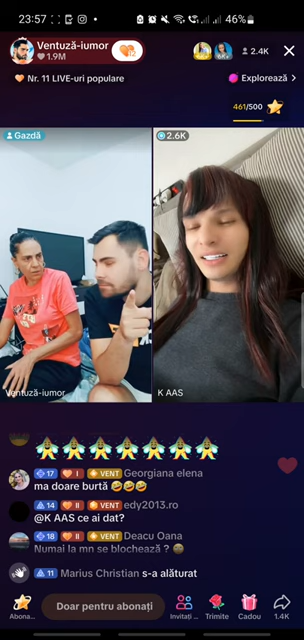 23:57
46%
Ventuză-iumor
1.9M
2.4K
Nr. 11 LIVE-uri populare
Explorează
461/500
Gazdă
2.6K
Ventuză-iumor
K AAS
17 II VENT Georgiana elena
ma doare burtă 🤣🤣🤣
14 II VENT edy2013.ro
@K AAS ce ai dat?
18 II VENT Deacu Oana
Numai la mn se blochează ?
11 Marius Christian s-a alăturat
Doar pentru abonați
Abona...
Invitați ...
Trimite
Cadou
1.4K